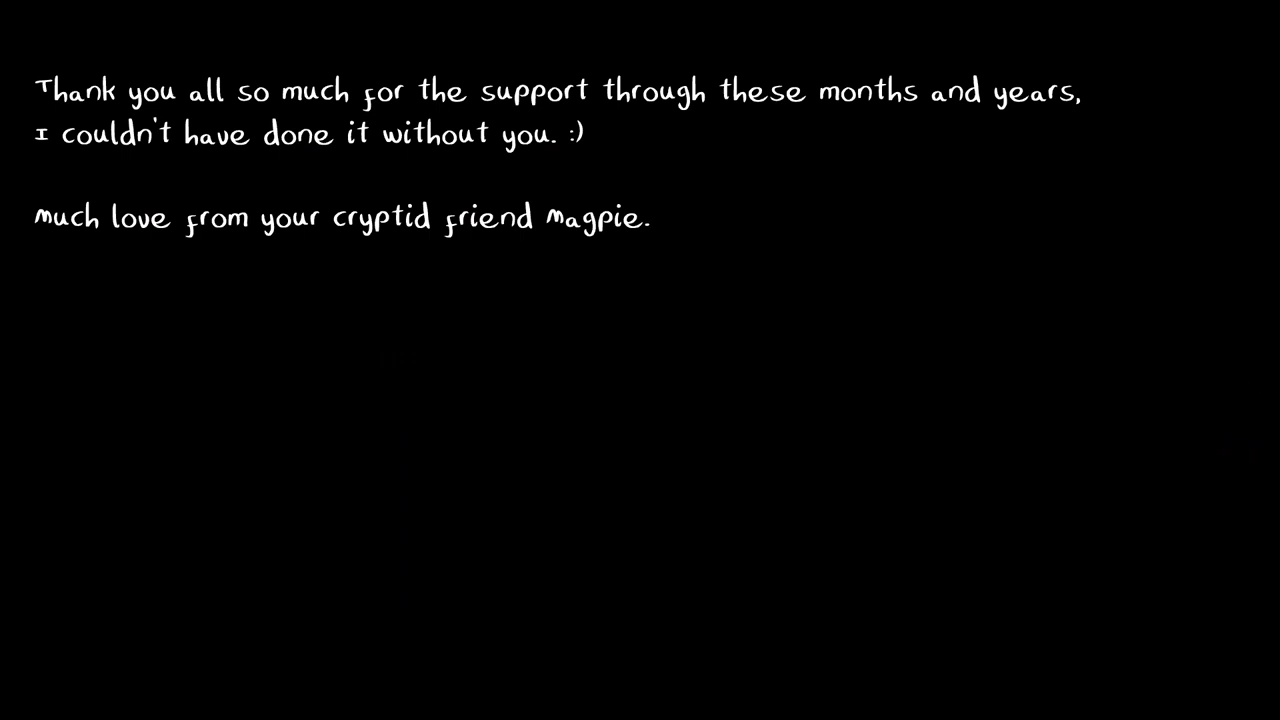 Thank you all so much for the support through these months and years,
I couldn't have done it without you. :)
Much love from your cryptid friend Magpie.